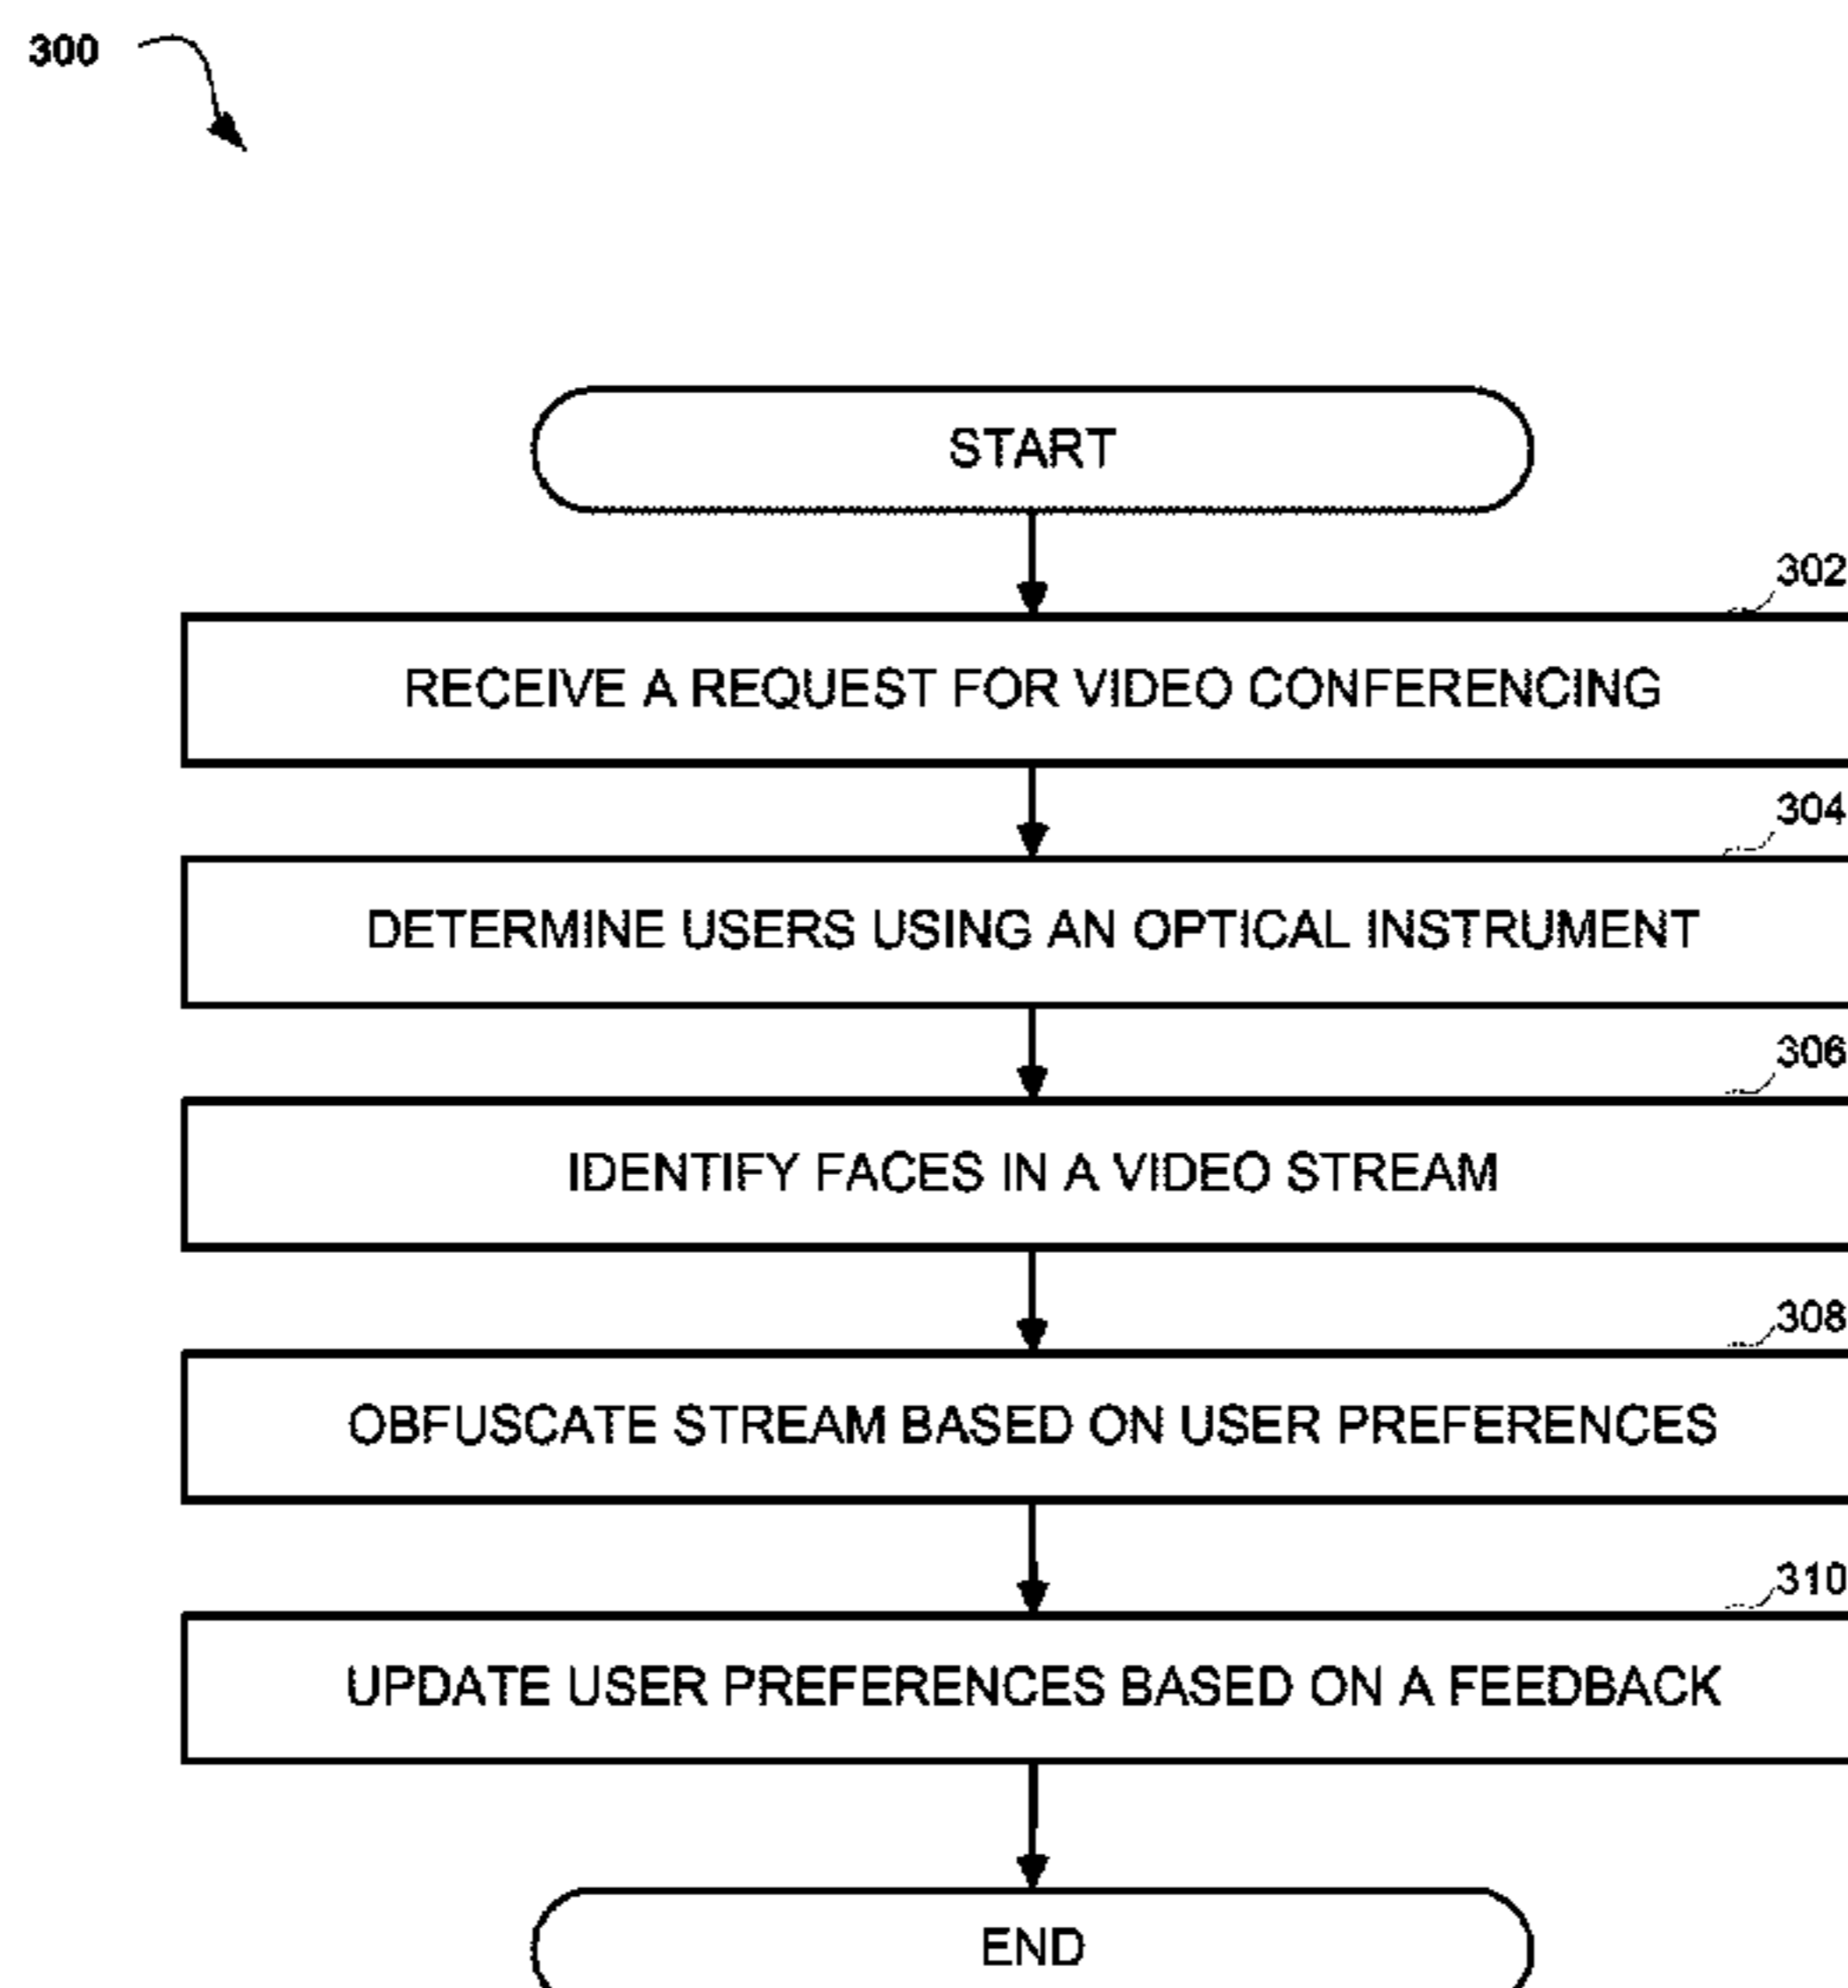 300
START
302
RECEIVE A REQUEST FOR VIDEO CONFERENCING
304
DETERMINE USERS USING AN OPTICAL INSTRUMENT
306
IDENTIFY FACES IN A VIDEO STREAM
308
OBFUSCATE STREAM BASED ON USER PREFERENCES
310
UPDATE USER PREFERENCES BASED ON A FEEDBACK
END